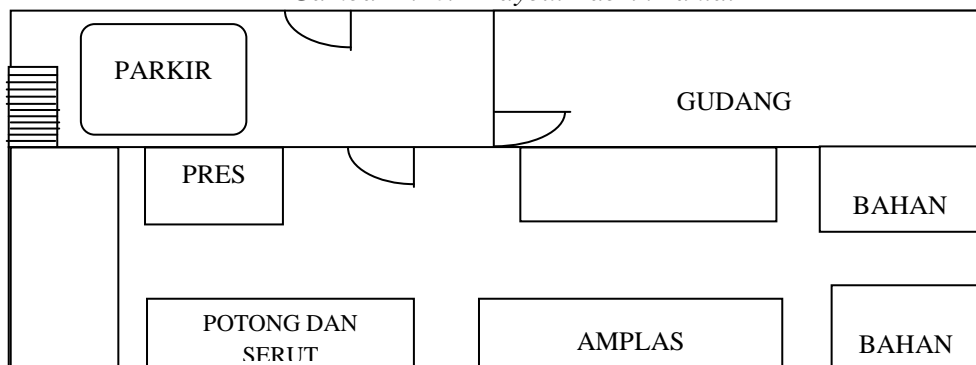 PARKIR
GUDANG
PRES
BAHAN
POTONG DAN
SERUT
AMPLAS
BAHAN